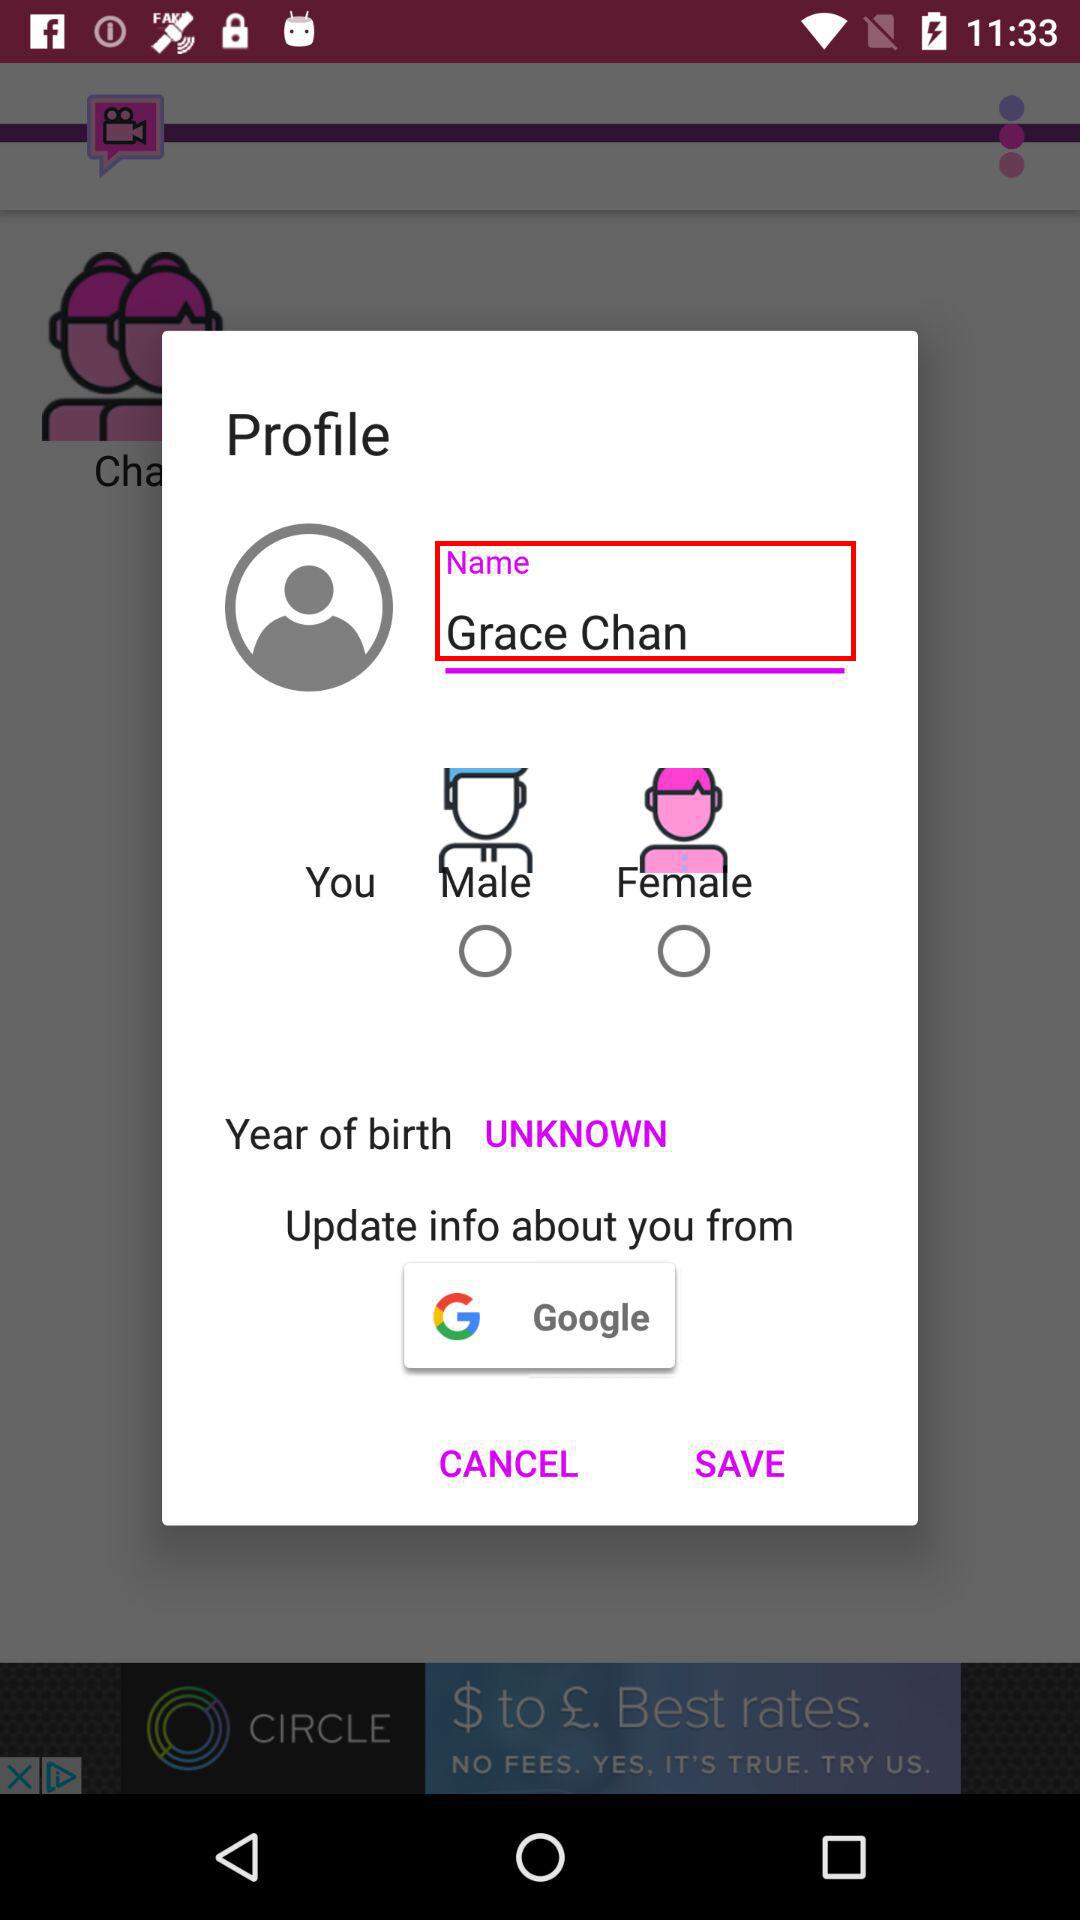 FAKE
11:33
Cha
Profile
Name
Grace Chan
You
Male
Female
Year of birth
UNKNOWN
Update info about you from
Google
CANCEL
SAVE
CIRCLE
$ to £. Best rates.
NO FEES. YES, IT'S TRUE. TRY US.